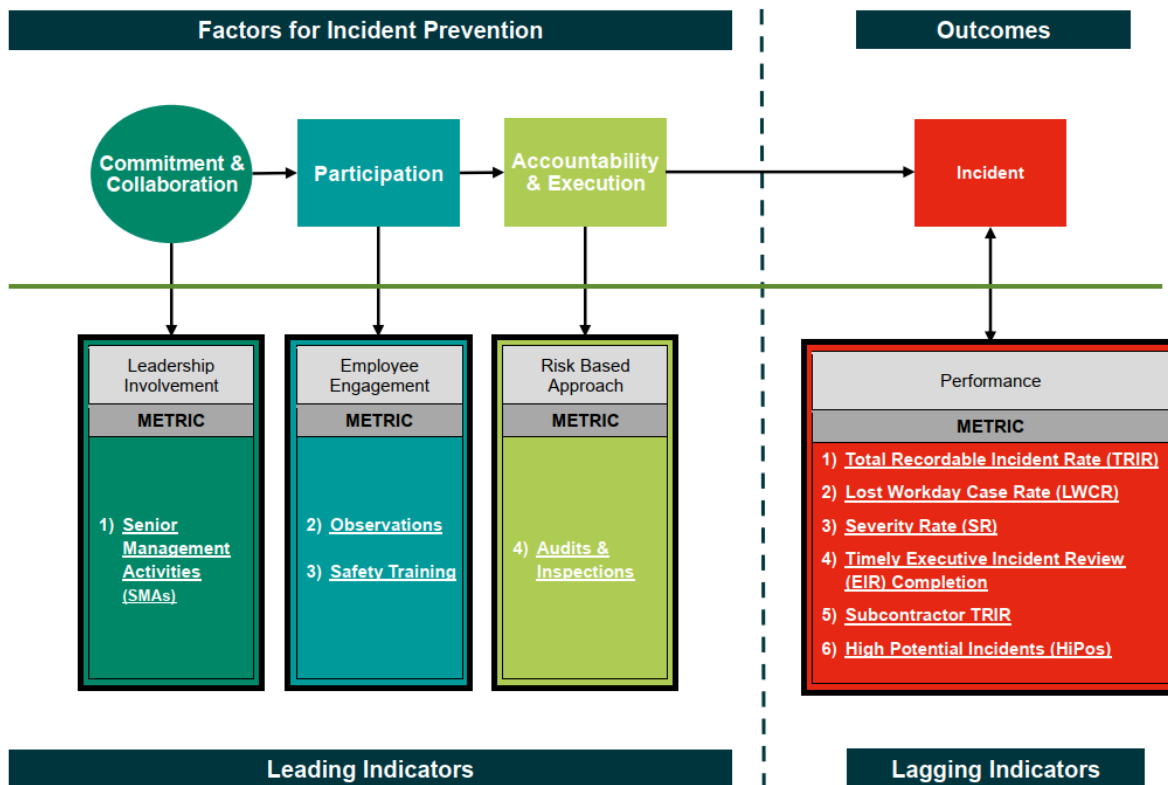 Factors for Incident Prevention
Outcomes
Commitment &
Collaboration
Participation
Accountability
& Execution
Incident
Leadership
Involvement
METRIC
1) Senior
Management
Activities
(SMAs)
Employee
Engagement
METRIC
2) Observations
3) Safety Training
Risk Based
Approach
METRIC
4) Audits &
Inspections
Performance
METRIC
1) Total Recordable Incident Rate (TRIR)
2) Lost Workday Case Rate (LWCR)
3) Severity Rate (SR)
4) Timely Executive Incident Review
(EIR) Completion
5) Subcontractor TRIR
6) High Potential Incidents (HiPos)
Leading Indicators
Lagging Indicators